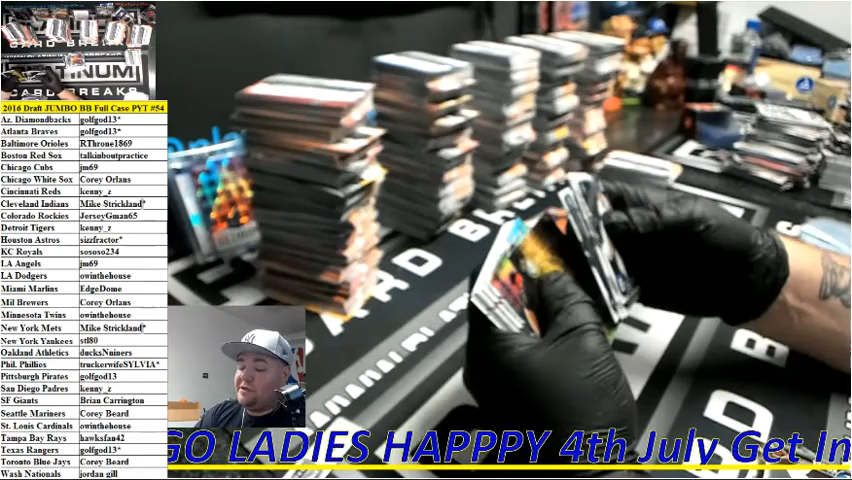 CARD BREAKS
PLATINUM
CARD BREAKS
2016 Draft JUMBO BB Full Case PYT #54
Az. Diamondbacks golfgod13*
Atlanta Braves golfgod13*
Baltimore Orioles RThrone1869
Boston Red Sox talkinboutpractice
Chicago Cubs jm69
Chicago White Sox Corey Orlans
Cincinnati Reds kenny_z
Cleveland Indians Mike Strickland*
Colorado Rockies JerseyGman65
Detroit Tigers kenny_z
Houston Astros sizzfractor*
KC Royals sososo234
LA Angels jm69
LA Dodgers owinthehouse
Miami Marlins EdgeDome
Mil Brewers Corey Orlans
Minnesota Twins owinthehouse
New York Mets Mike Strickland*
New York Yankees stl80
Oakland Athletics ducksNniners
Phil. Phillies truckerwifeSYLVIA*
Pittsburgh Pirates golfgod13
San Diego Padres kenny_z
SF Giants Brian Carrington
Seattle Mariners Corey Beard
St. Louis Cardinals owinthehouse
Tampa Bay Rays hawksfan42
Texas Rangers golfgod13*
Toronto Blue Jays Corey Beard
Wash Nationals jordan gill
GO LADIES HAPPPY 4th July Get In